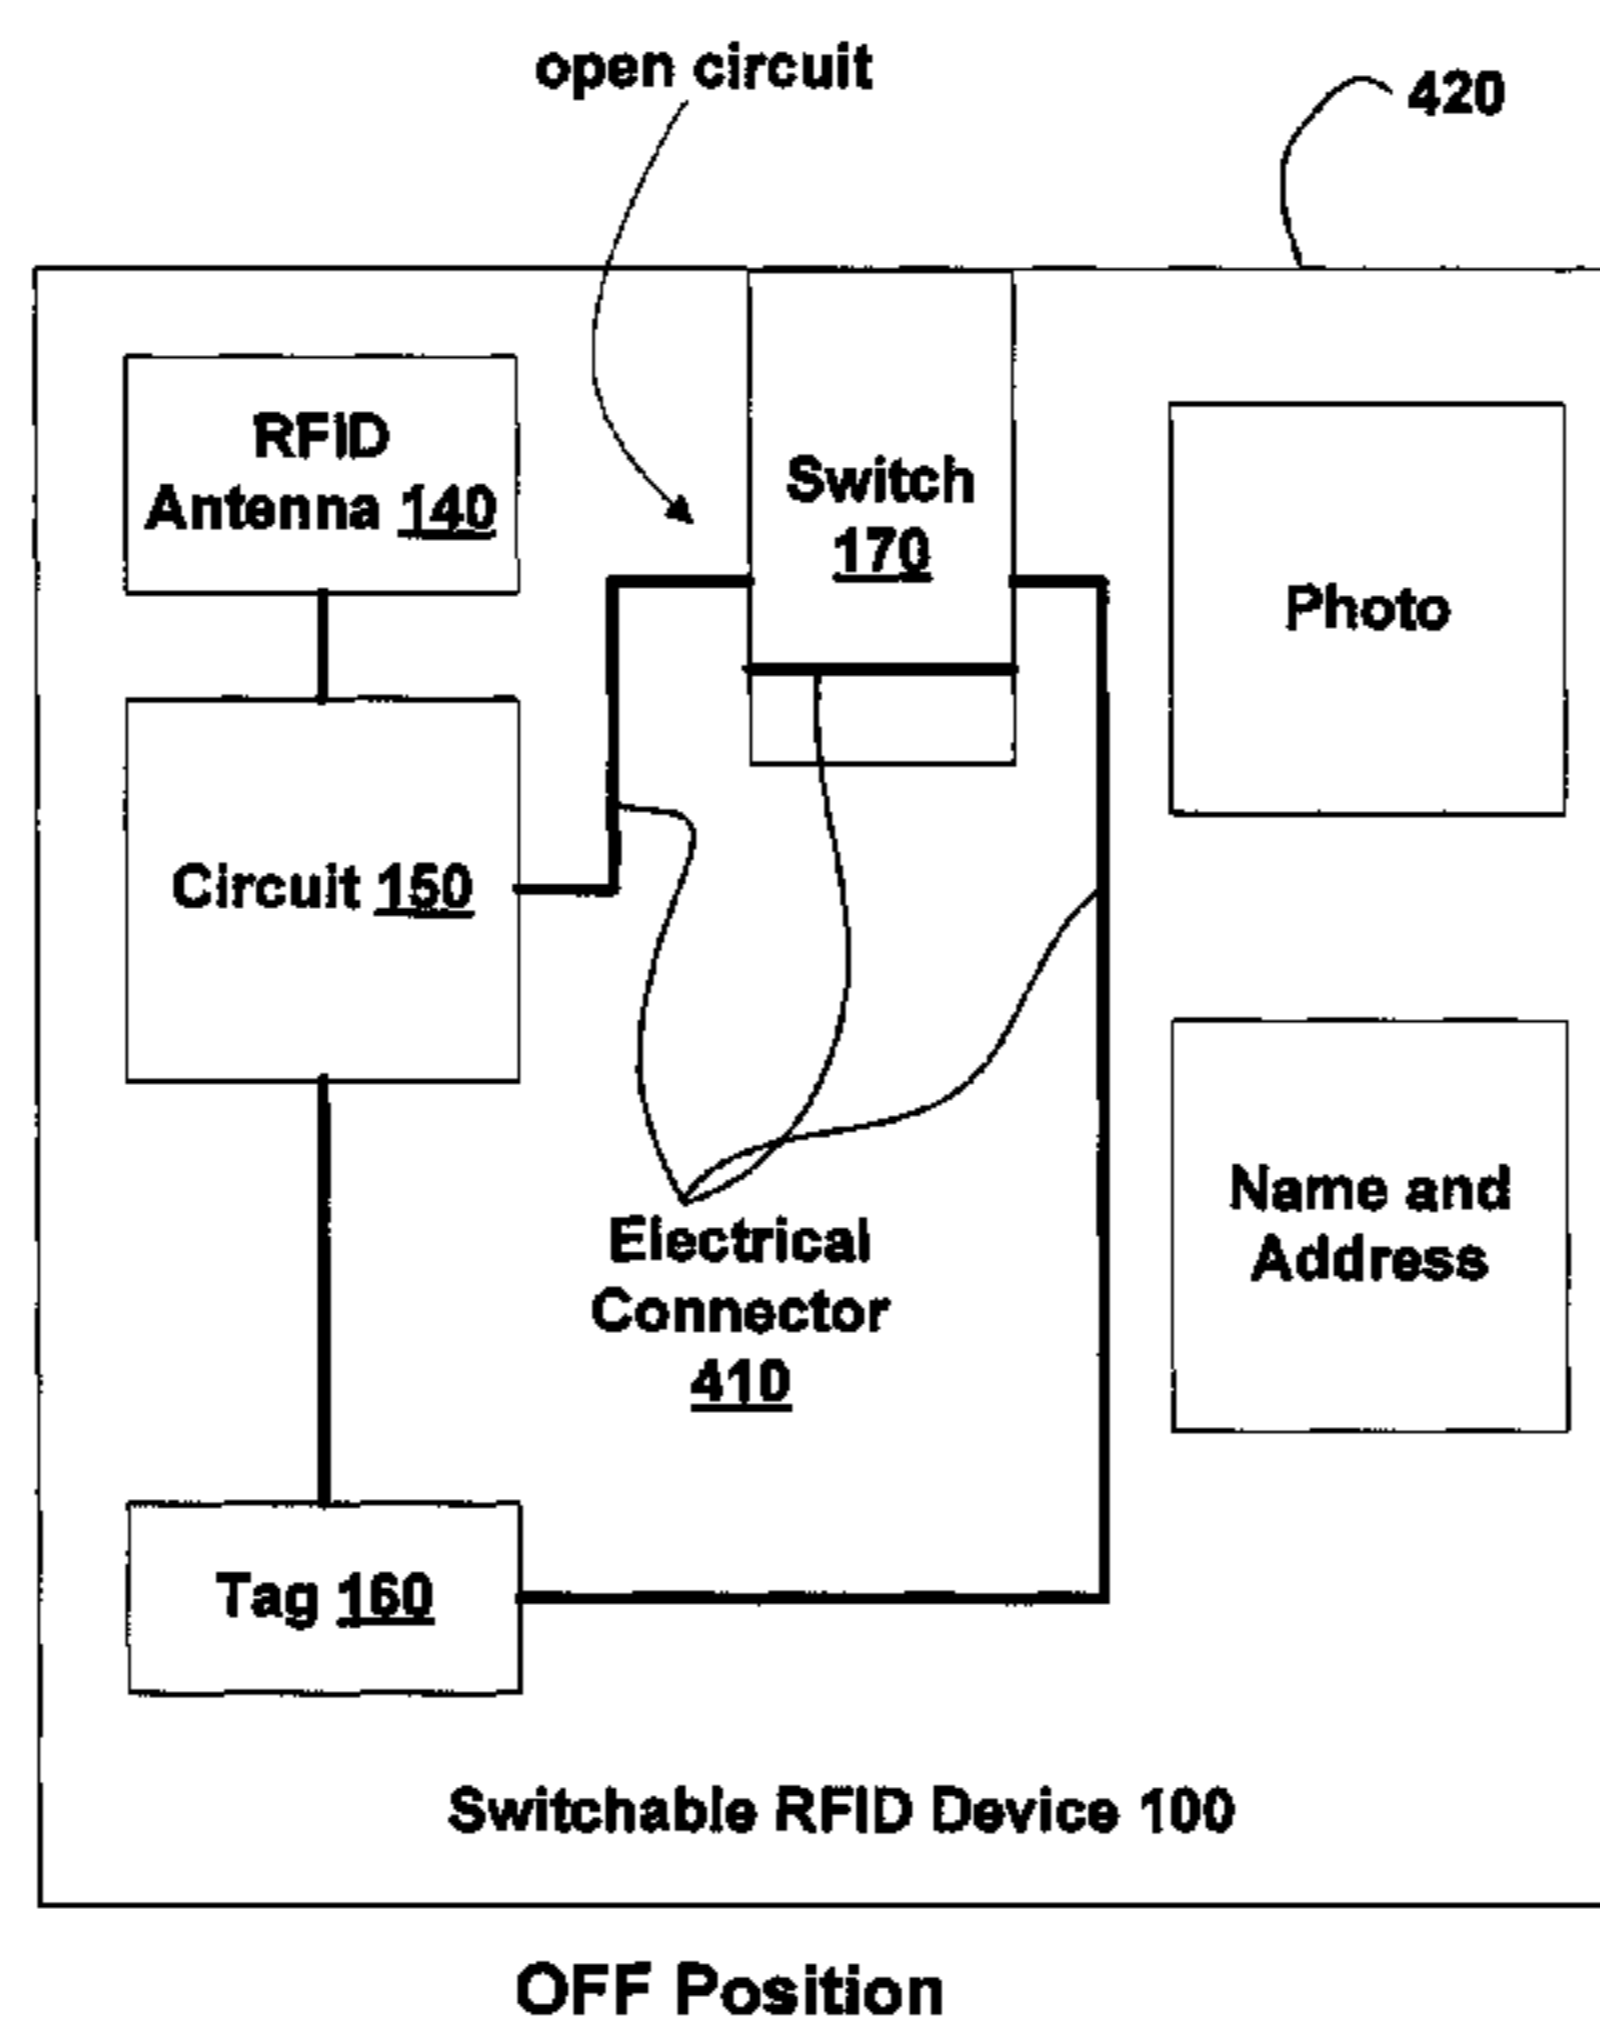 open circuit
420
RFID
Antenna 140
Switch
170
Photo
Circuit 150
Name and
Address
Electrical
Connector
410
Tag 160
Switchable RFID Device 100
OFF Position